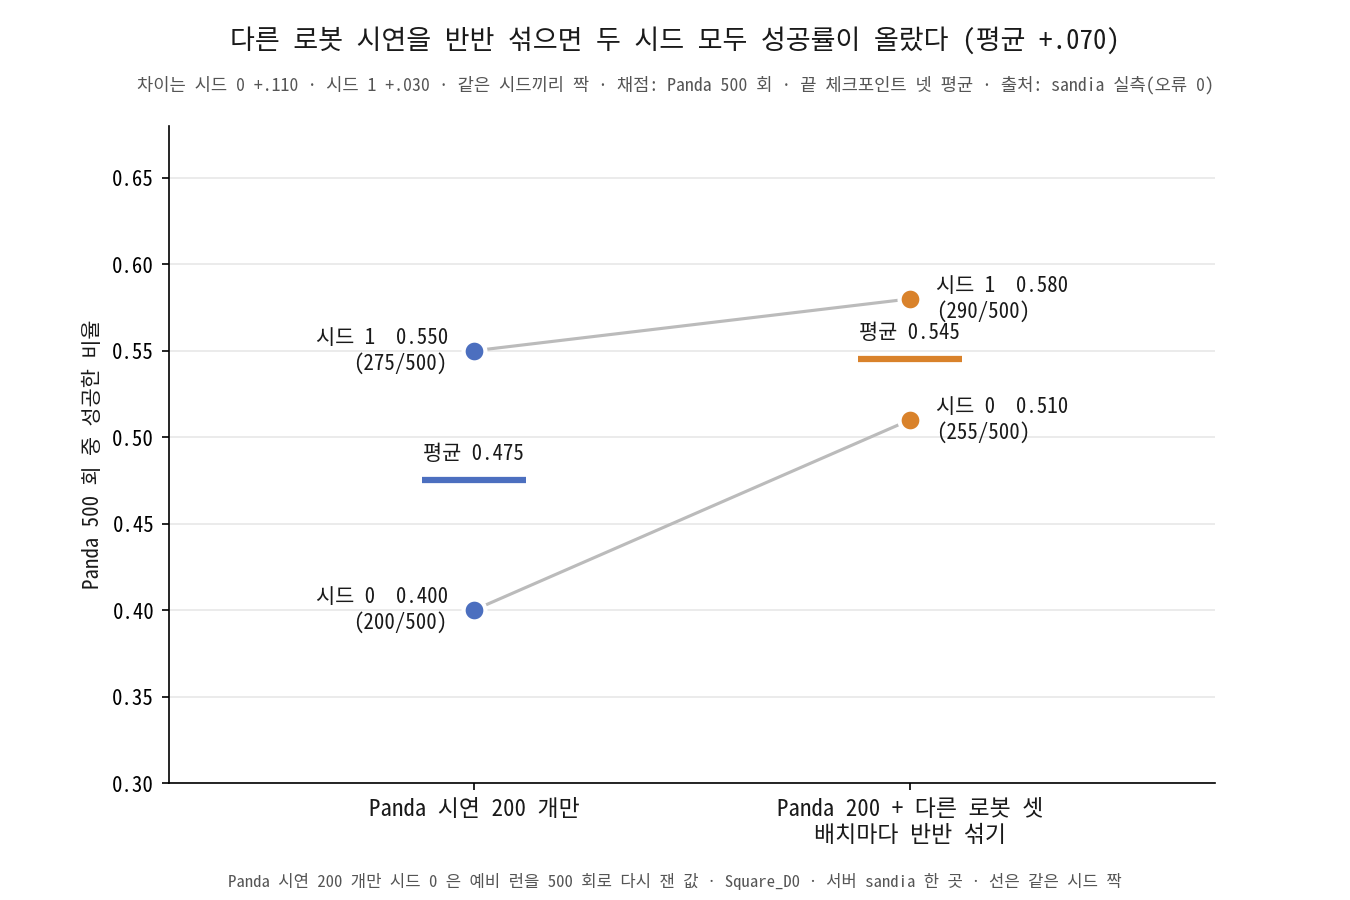 다른 로봇 시연을 반반 섞으면 두 시드 모두 성공률이 올랐다 (평균 +.070)
차이는 시드 0 +.110 · 시드 1 +.030 · 같은 시드끼리 짝 · 채점: Panda 500 회 · 끝 체크포인트 넷 평균 · 출처: sandia 실측(오류 0)
Panda 500 회 중 성공한 비율
0.65
0.60
0.55
0.50
0.45
0.40
0.35
0.30
시드 1 0.550
(275/500)
평균 0.475
시드 0 0.400
(200/500)
시드 1 0.580
(290/500)
평균 0.545
시드 0 0.510
(255/500)
Panda 시연 200 개만
Panda 200 + 다른 로봇 셋
배치마다 반반 섞기
Panda 시연 200 개만 시드 0 은 예비 런을 500 회로 다시 잰 값 · Square_D0 · 서버 sandia 한 곳 · 선은 같은 시드 짝